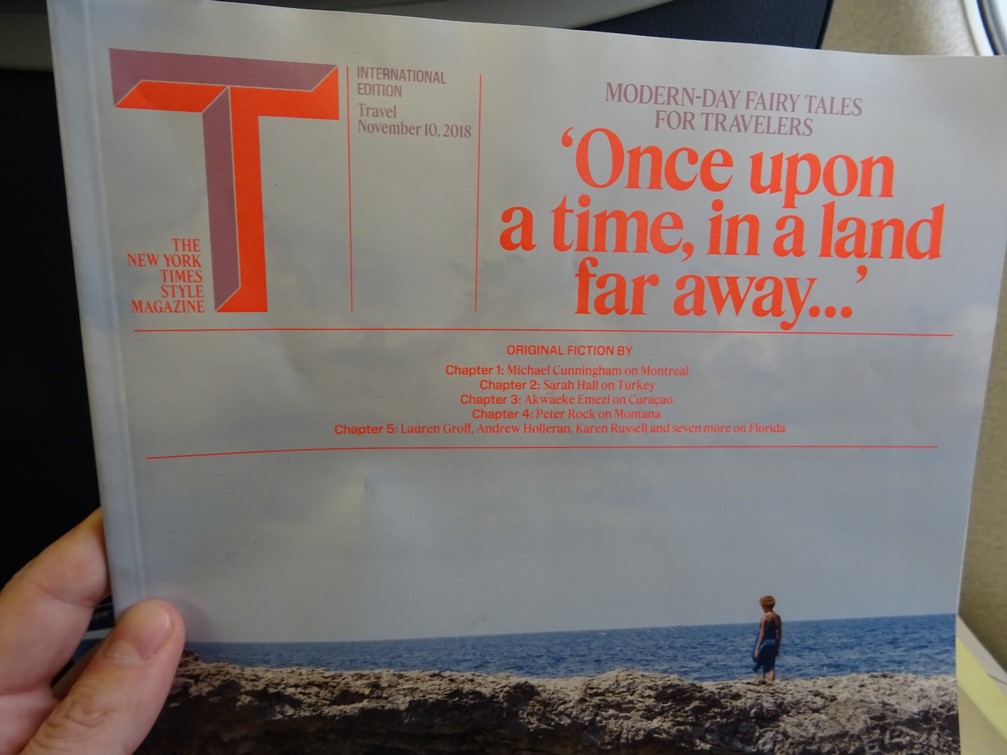 T
THE
NEW YORK
TIMES
STYLE
MAGAZINE
INTERNATIONAL
EDITION
Travel
November 10, 2018
MODERN-DAY FAIRY TALES
FOR TRAVELERS
‘Once upon
a time, in a land
far away...’
ORIGINAL FICTION BY
Chapter 1: Michael Cunningham on Montreal
Chapter 2: Sarah Hall on Turkey
Chapter 3: Akwaeke Emezi on Curaçao
Chapter 4: Peter Rock on Montana
Chapter 5: Lauren Groff, Andrew Holleran, Karen Russell and seven more on Florida